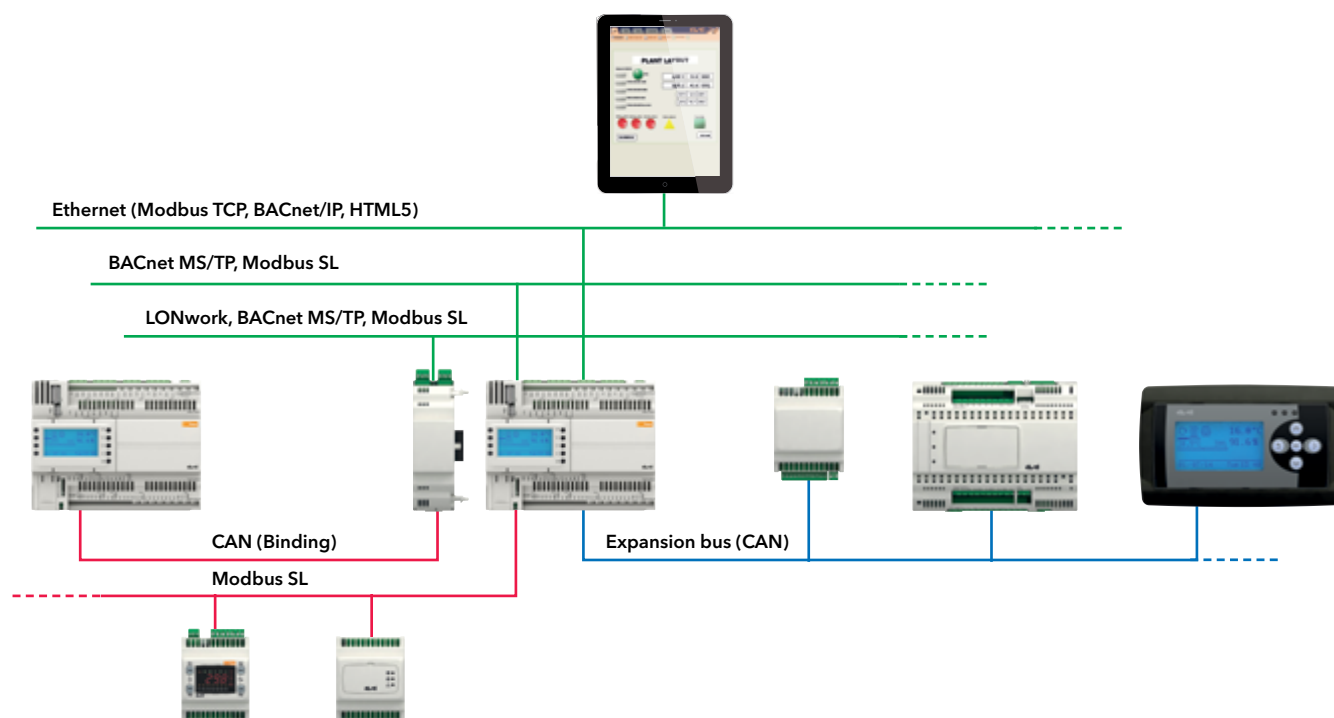 PLANT LAYOUT
Ethernet (Modbus TCP, BACnet/IP, HTML5)
BACnet MS/TP, Modbus SL
LONwork, BACnet MS/TP, Modbus SL
CAN (Binding)
Expansion bus (CAN)
Modbus SL